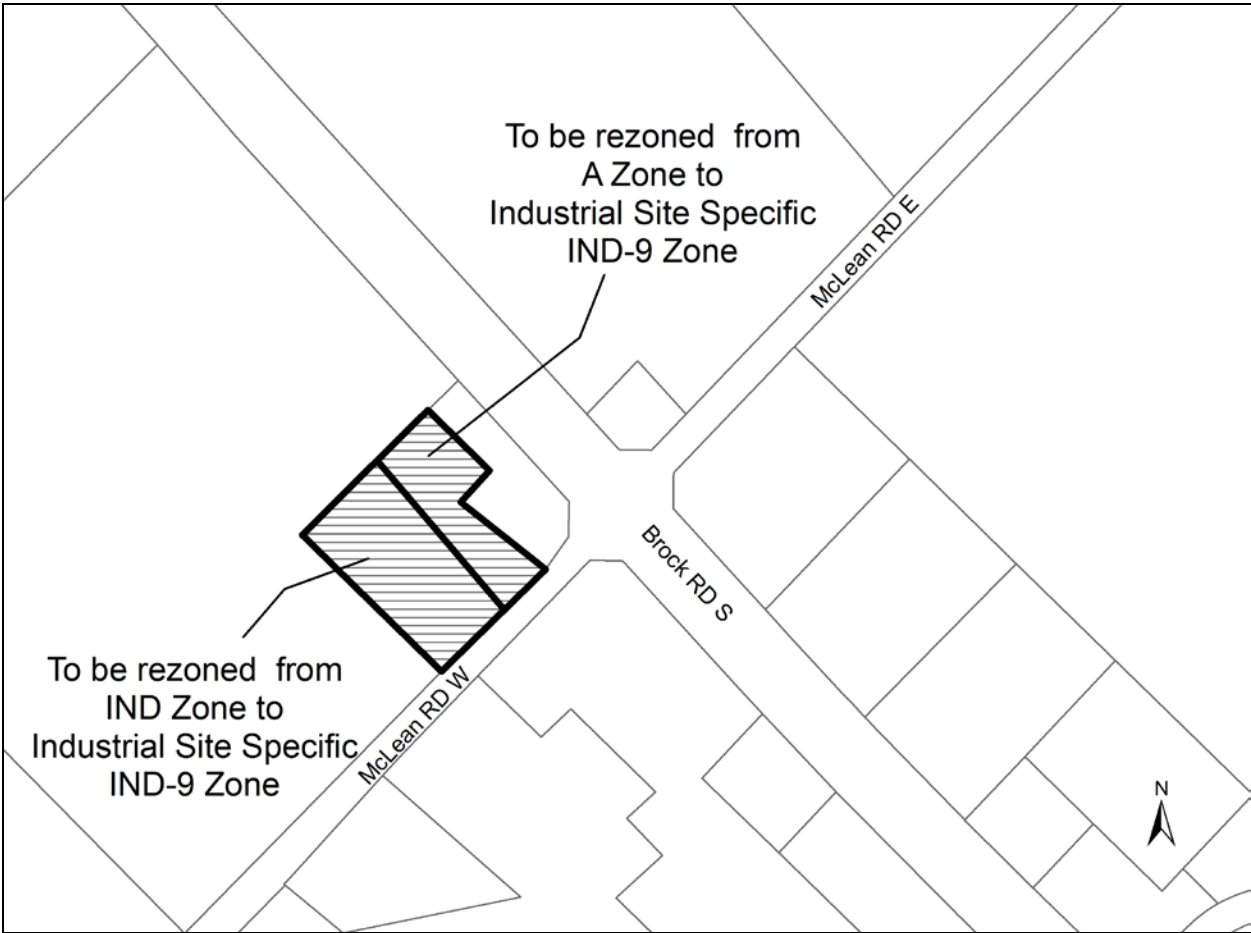 To be rezoned from
A Zone to
Industrial Site Specific
IND-9 Zone
McLean RD E
Brock RD S
To be rezoned from
IND Zone to
Industrial Site Specific
IND-9 Zone
McLean RD W
N